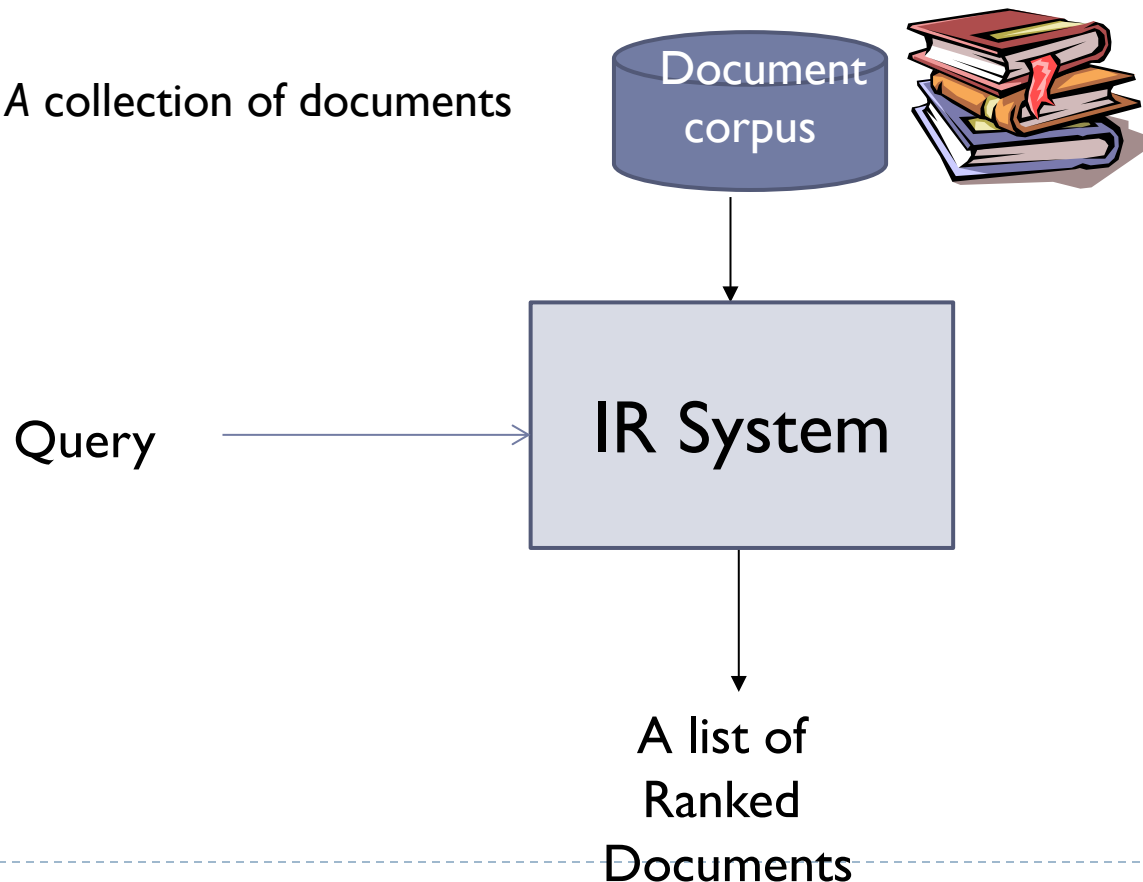 A collection of documents
Document
corpus
Query
IR System
A list of
Ranked
Documents